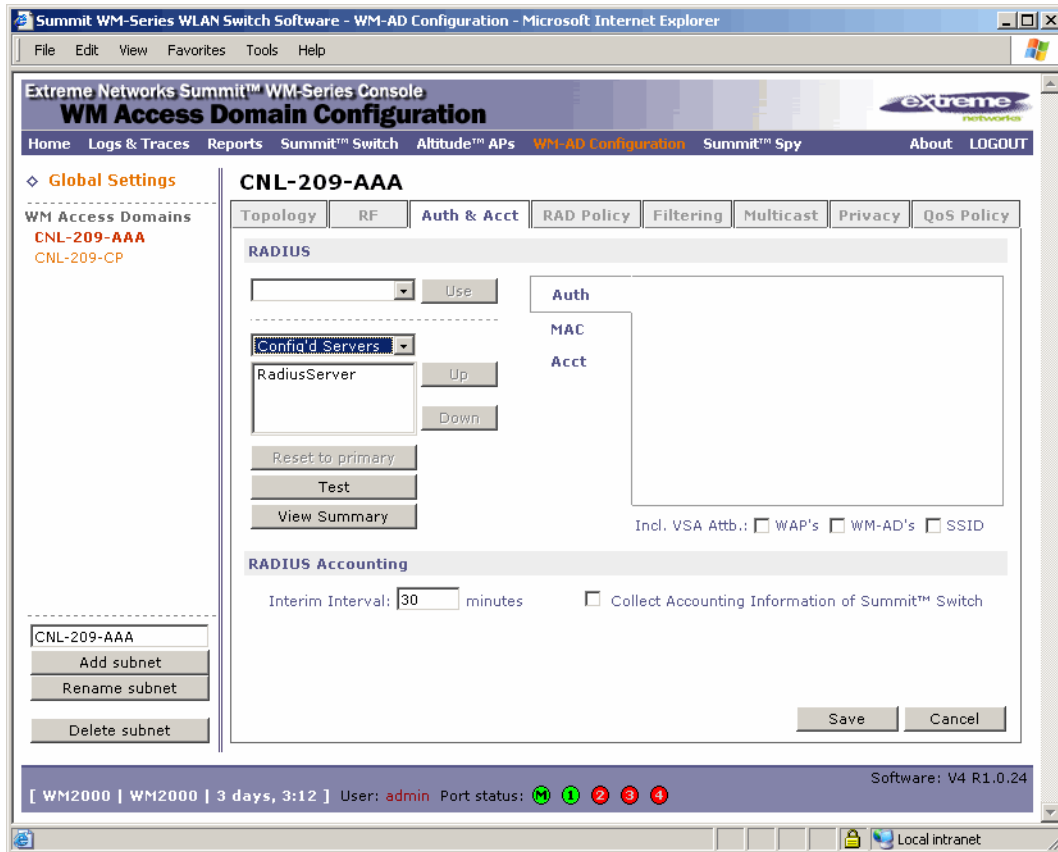 Summit WM-Series WLAN Switch Software - WM-AD Configuration - Microsoft Internet Explorer
File Edit View Favorites Tools Help
Extreme Networks Summit™ WM-Series Console
WM Access Domain Configuration
extreme
networks
Home Logs & Traces Reports Summit™ Switch Altitude™ APs WM-AD Configuration Summit™ Spy About LOGOUT
Global Settings
WM Access Domains
CNL-209-AAA
CNL-209-CP
CNL-209-AAA
Topology RF Auth & Acct RAD Policy Filtering Multicast Privacy QoS Policy
RADIUS
Use
Config'd Servers
RadiusServer
Up
Down
Reset to primary
Test
View Summary
Auth
MAC
Acct
Incl. VSA Attb.: WAP's WM-AD's SSID
RADIUS Accounting
Interim Interval: 30 minutes Collect Accounting Information of Summit™ Switch
CNL-209-AAA
Add subnet
Rename subnet
Delete subnet
Save Cancel
Software: V4 R1.0.24
[ WM2000 | WM2000 | 3 days, 3:12 ] User: admin Port status: M 1 2 3 4
Local intranet